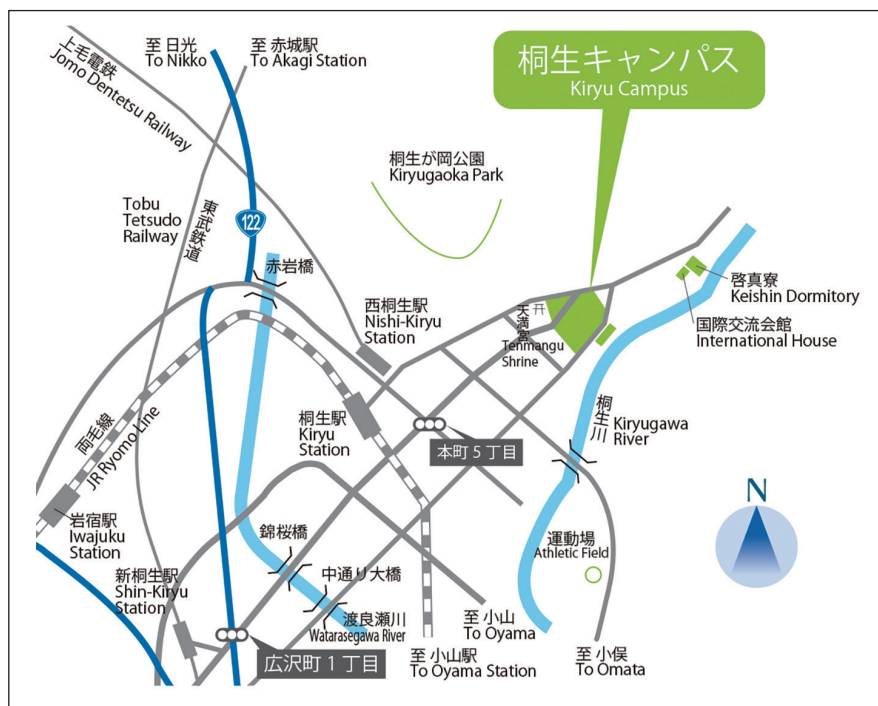 上毛電鉄
Jomo Dentetsu Railway
至 日光
To Nikko
至 赤城駅
To Akagi Station
桐生キャンパス
Kiryu Campus
桐生が岡公園
Kiryugaoka Park
Tobu
Tetsudo
Railway
東武鉄道
122
赤岩橋
西桐生駅
Nishi-Kiryu
Station
天満宮
Tenmangu
Shrine
啓真寮
Keishin Dormitory
国際交流会館
International House
両毛線
JR Ryomo Line
桐生駅
Kiryu
Station
本町 5 丁目
桐生川
Kiryugawa
River
N
岩宿駅
Iwajuku
Station
錦桜橋
中通り大橋
運動場
Athletic Field
新桐生駅
Shin-Kiryu
Station
渡良瀬川
Watarasegawa River
至 小山
To Oyama
広沢町 1 丁目
至 小山駅
To Oyama Station
至 小俣
To Omata